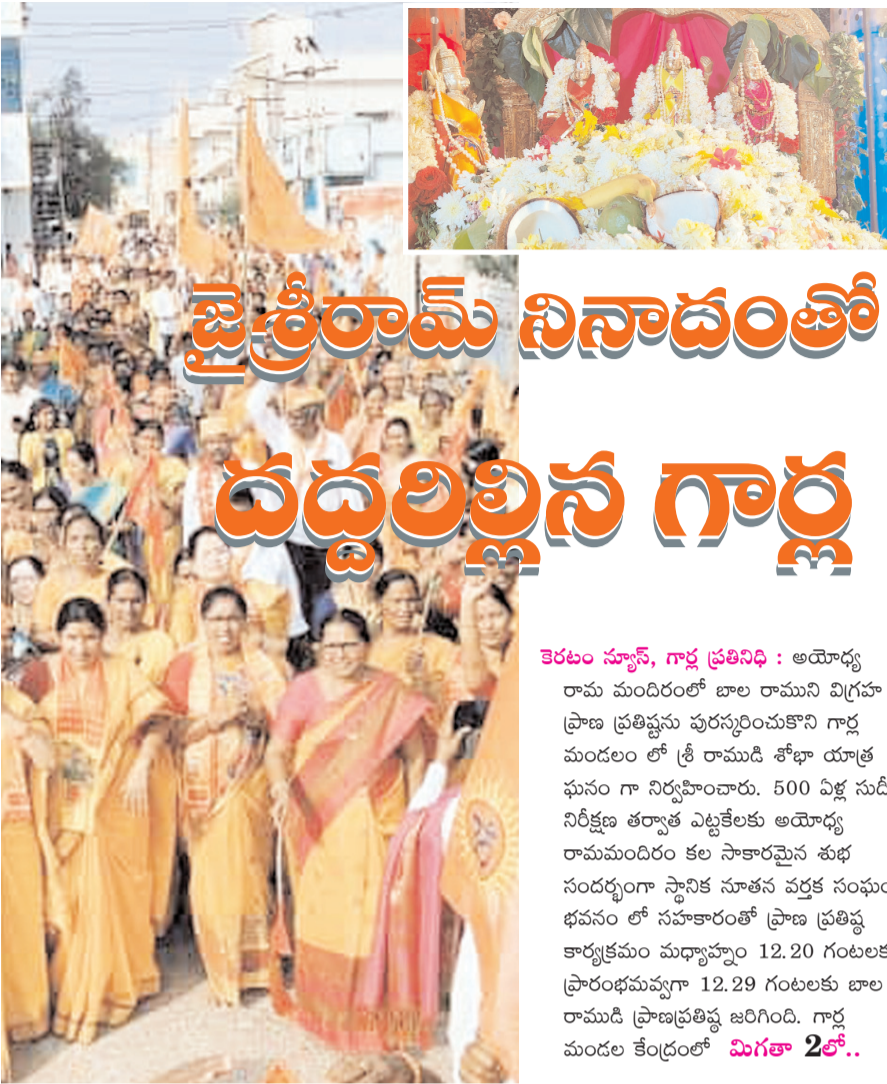 జైశ్రీరామ్ నినాదంతో
దద్దరిల్లిన గార్ల
కెరటం న్యూస్, గార్ల ప్రతినిధి : అయోధ్య
రామ మందిరంలో బాల రాముని విగ్రహ
ప్రాణ ప్రతిష్టను పురస్కరించుకొని గార్ల
మండలం లో శ్రీ రాముడి శోభా యాత్ర
ఘనం గా నిర్వహించారు. 500 ఏళ్ల
నిరీక్షణ తర్వాత ఎట్టకేలకు అయోధ్య
రామమందిరం కల సాకారమైన శుభ
సందర్భంగా స్థానిక నూతన వర్తక
భవనం లో సహకారంతో ప్రాణ ప్రతిష్ఠ
కార్యక్రమం మధ్యాహ్నం 12.20
ప్రారంభమవ్వగా 12.29 గంటలకు బాల
రాముడి ప్రాణప్రతిష్ఠ జరిగింది. గార్ల
మండల కేంద్రంలో మిగతా 2లో..